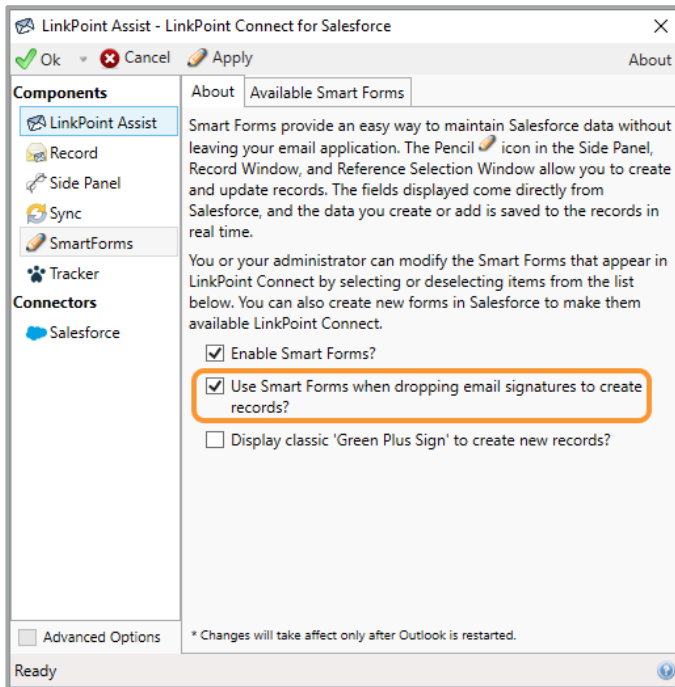 LinkPoint Assist - LinkPoint Connect for Salesforce
Ok Cancel Apply About
Components
LinkPoint Assist
Record
Side Panel
Sync
SmartForms
Tracker
Connectors
Salesforce
About Available Smart Forms
Smart Forms provide an easy way to maintain Salesforce data without
leaving your email application. The Pencil icon in the Side Panel,
Record Window, and Reference Selection Window allow you to create
and update records. The fields displayed come directly from
Salesforce, and the data you create or add is saved to the records in
real time.
You or your administrator can modify the Smart Forms that appear in
LinkPoint Connect by selecting or deselecting items from the list
below. You can also create new forms in Salesforce to make them
available LinkPoint Connect.
Enable Smart Forms?
Use Smart Forms when dropping email signatures to create
records?
Display classic 'Green Plus Sign' to create new records?
Advanced Options
* Changes will take affect only after Outlook is restarted.
Ready